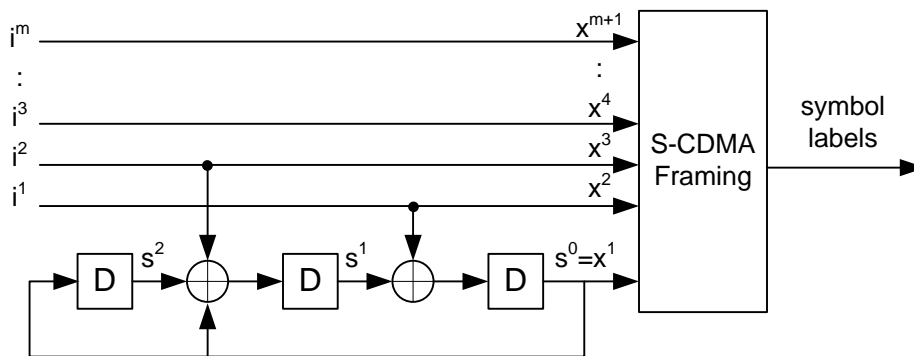 i^m x^{m+1}
: :
i^3 x^4
i^2 x^3
i^1 x^2
S-CDMA
Framing
symbol
labels
D s^2 D s^1 D s^0=x^1